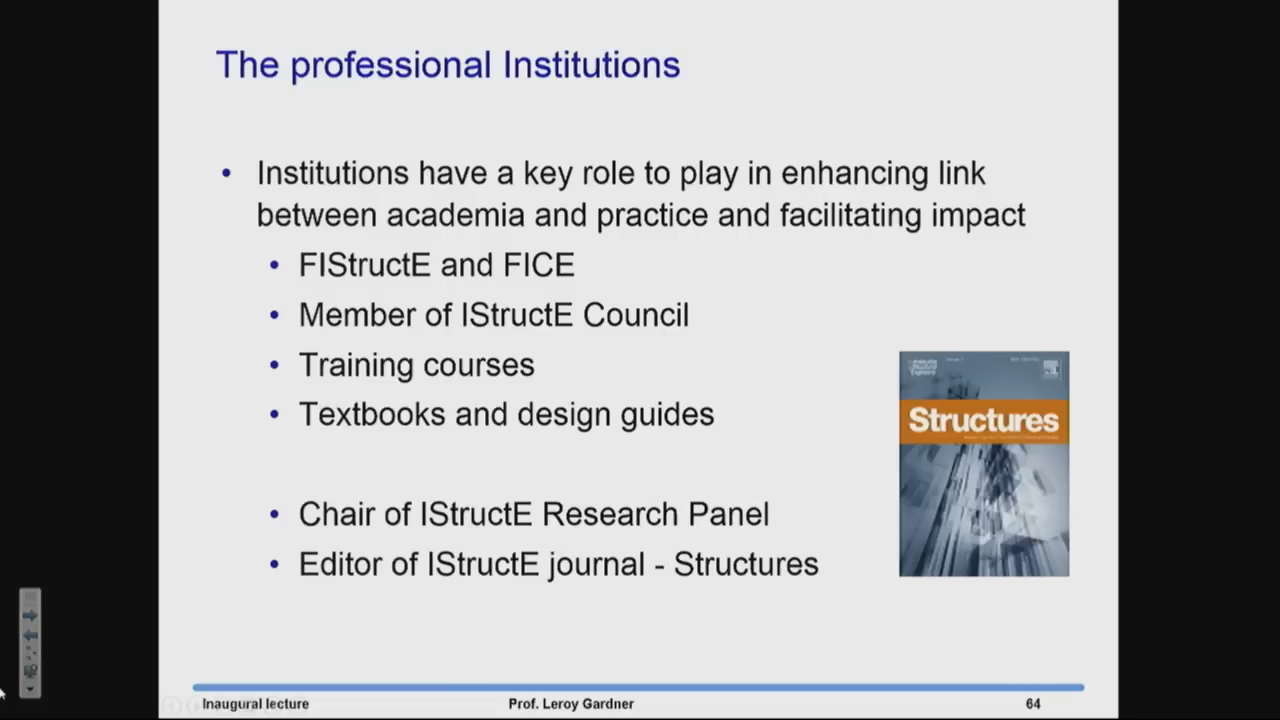 The professional Institutions
• Institutions have a key role to play in enhancing link
between academia and practice and facilitating impact
• FIStructE and FICE
• Member of IStructE Council
• Training courses
• Textbooks and design guides
• Chair of IStructE Research Panel
• Editor of IStructE journal - Structures
Structures
Inaugural lecture
Prof. Leroy Gardner
64